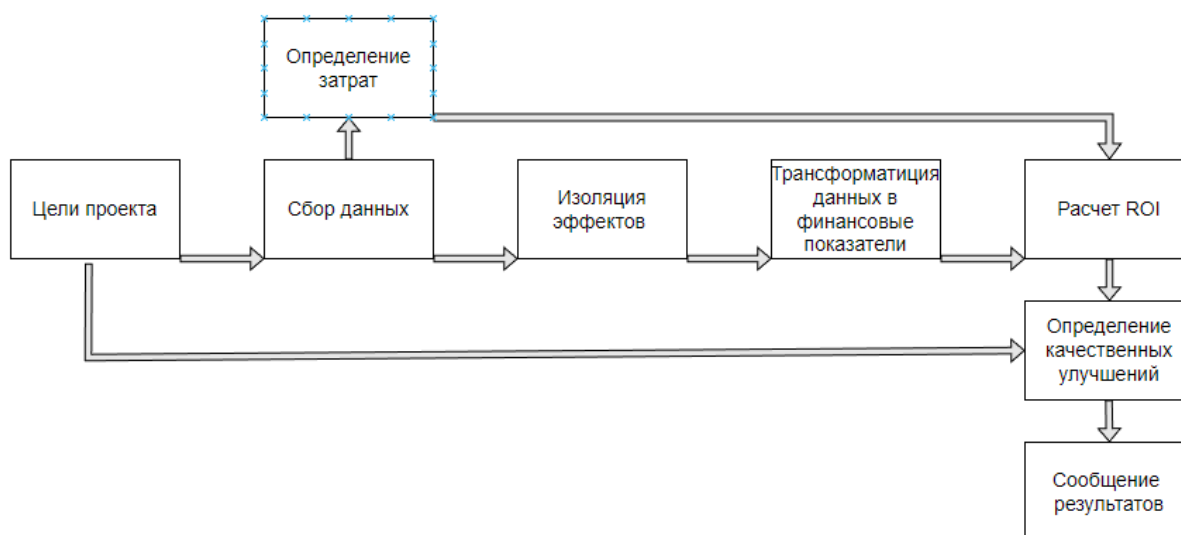 Определение
затрат
Цели проекта
Сбор данных
Изоляция
эффектов
Трансформатиция
данных в
финансовые
показатели
Расчет ROI
Определение
качественных
улучшений
Сообщение
результатов